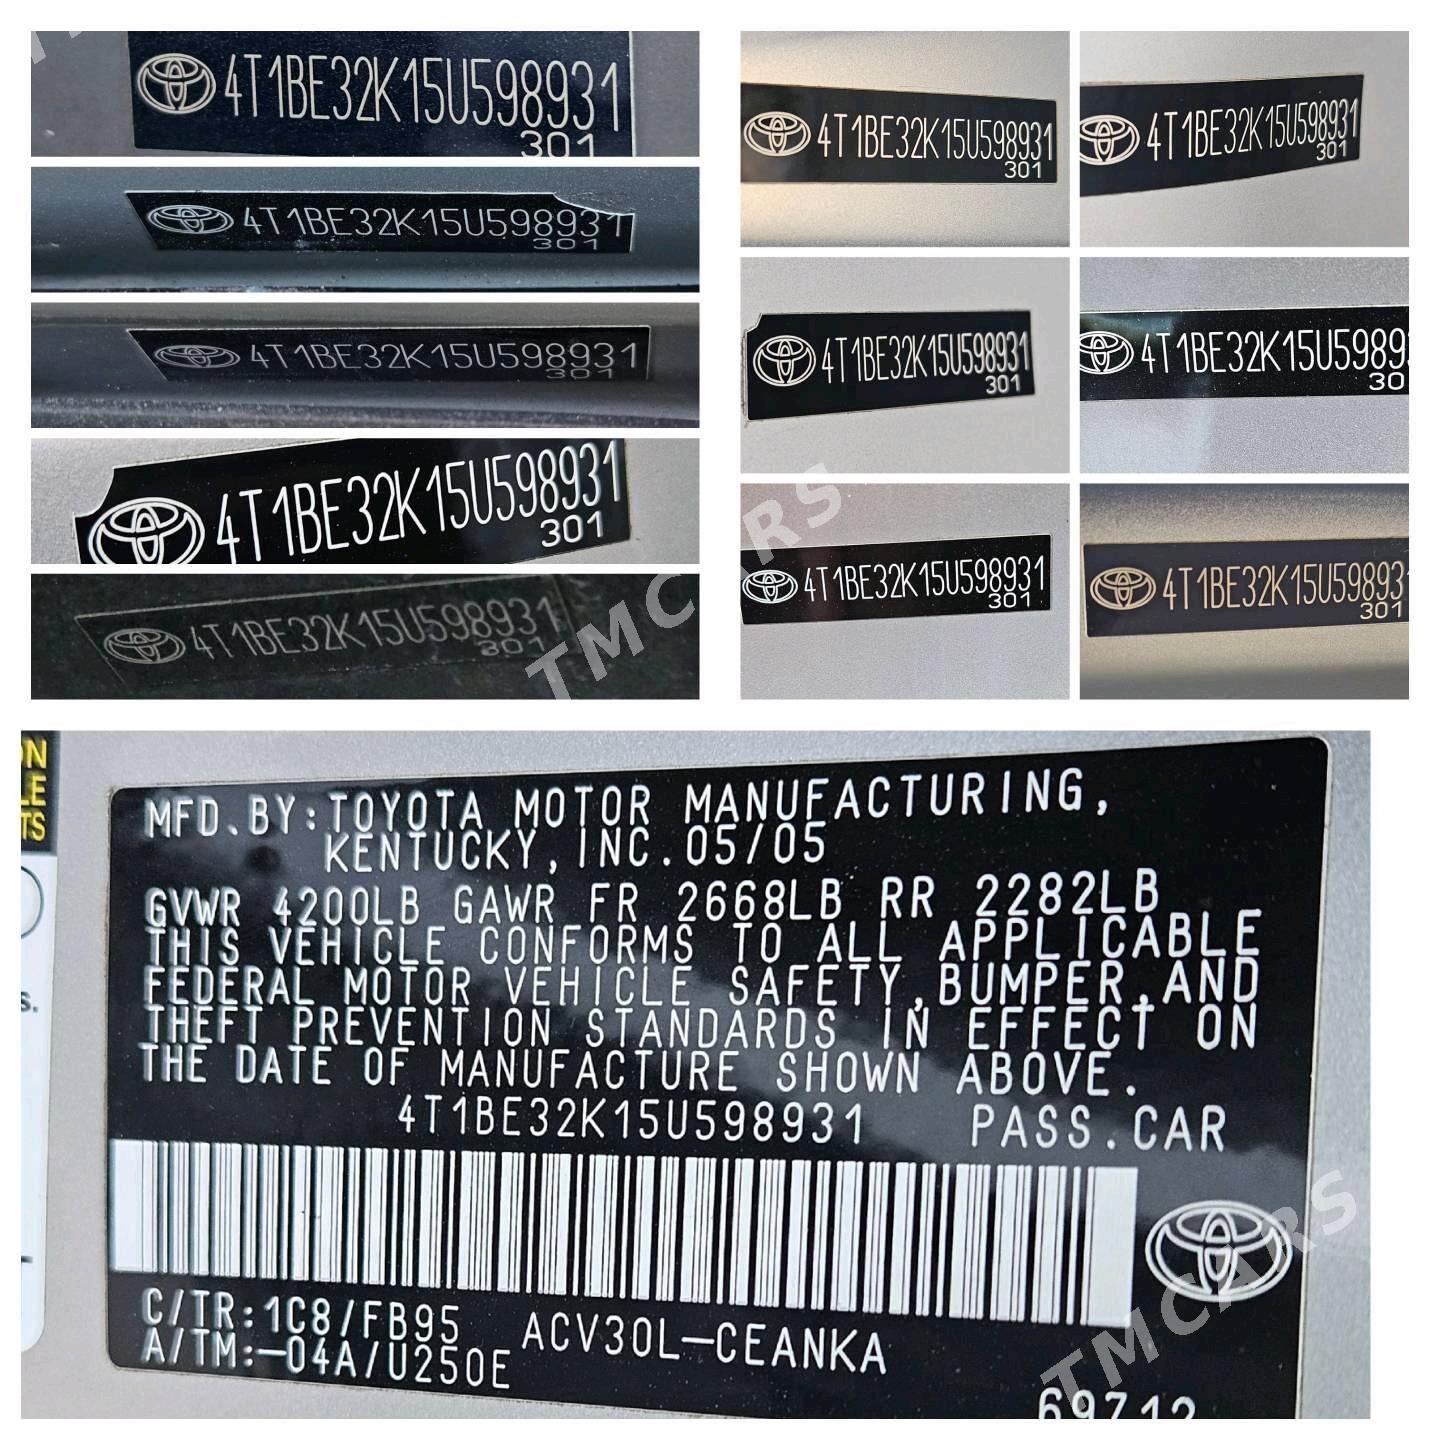 4T1BE32K15U598931
301
4T1BE32K15U598931
301
4T1BE32K15U598931
301
4T1BE32K15U598931
301
4T1BE32K15U598931
301
4T1BE32K15U598931
301
4T1BE32K15U598931
301
4T1BE32K15U598931
301
4T1BE32K15U5989
30
4T1BE32K15U598931
301
4T1BE32K15U59893
301
TMCARS
MFD.BY:TOYOTA MOTOR MANUFACTURING,
KENTUCKY, INC.05/05
GVWR 4200LB GAWR FR 2668LB RR 2282LB
THIS VEHICLE CONFORMS TO ALL APPLICABLE
FEDERAL MOTOR VEHICLE SAFETY,BUMPER,AND
THEFT PREVENTION STANDARDS IN EFFECT ON
THE DATE OF MANUFACTURE SHOWN ABOVE.
4T1BE32K15U598931 PASS.CAR
C/TR:1C8/FB95 ACV30L-CEANKA
A/TM:-04A/U250E
69712
TMCARS